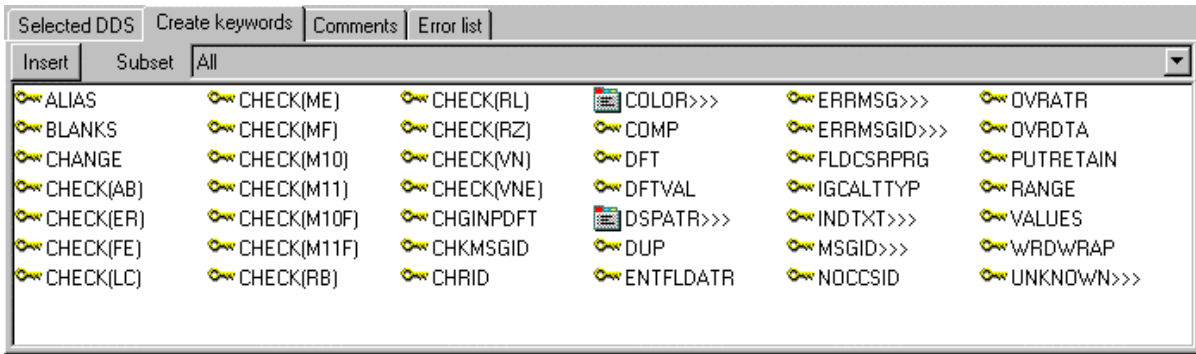 Selected DDS Create keywords Comments Error list
Insert Subset All
ALIAS CHECK(ME) CHECK(RL) COLOR>>> ERRMSG>>> OVRATR
BLANKS CHECK(MF) CHECK(RZ) COMP ERRMSGID>>> OVRDTA
CHANGE CHECK(M10) CHECK(VN) DFT FLDCSRPRG PUTRETAIN
CHECK(AB) CHECK(M11) CHECK(VNE) DFTVAL IGCALTTYP RANGE
CHECK(ER) CHECK(M10F) CHGINPDFT DSPATR>>> INDTXT>>> VALUES
CHECK(FE) CHECK(M11F) CHKMSGID DUP MSGID>>> WRDWRAP
CHECK(LC) CHECK(RB) CHRID ENTFLDATR NOCCSID UNKNOWN>>>